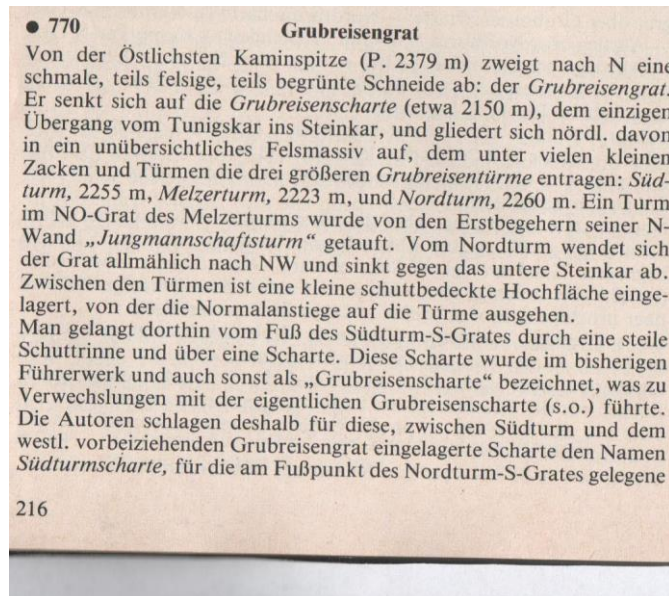 ● 770 Grubreisengrat
Von der Östlichsten Kaminspitze (P. 2379 m) zweigt nach N eine
schmale, teils felsige, teils begrünte Schneide ab: der Grubreisengrat.
Er senkt sich auf die Grubreisenscharte (etwa 2150 m), dem einzigen
Übergang vom Tunigskar ins Steinkar, und gliedert sich nördl. davon
in ein unübersichtliches Felsmassiv auf, dem unter vielen kleinen
Zacken und Türmen die drei größeren Grubreisentürme entragen: Süd-
turm, 2255 m, Melzerturm, 2223 m, und Nordturm, 2260 m. Ein Turm
im NO-Grat des Melzerturms wurde von den Erstbegehern seiner N-
Wand „Jungmannschaftsturm“ getauft. Vom Nordturm wendet sich
der Grat allmählich nach NW und sinkt gegen das untere Steinkar ab.
Zwischen den Türmen ist eine kleine schuttbedeckte Hochfläche einge-
lagert, von der die Normalanstiege auf die Türme ausgehen.
Man gelangt dorthin vom Fuß des Südturm-S-Grates durch eine steile
Schuttrinne und über eine Scharte. Diese Scharte wurde im bisherigen
Führerwerk und auch sonst als „Grubreisenscharte“ bezeichnet, was zu
Verwechslungen mit der eigentlichen Grubreisenscharte (s.o.) führte.
Die Autoren schlagen deshalb für diese, zwischen Südturm und dem
westl. vorbeiziehenden Grubreisengrat eingelagerte Scharte den Namen
Südturmscharte, für die am Fußpunkt des Nordturm-S-Grates gelegene
216